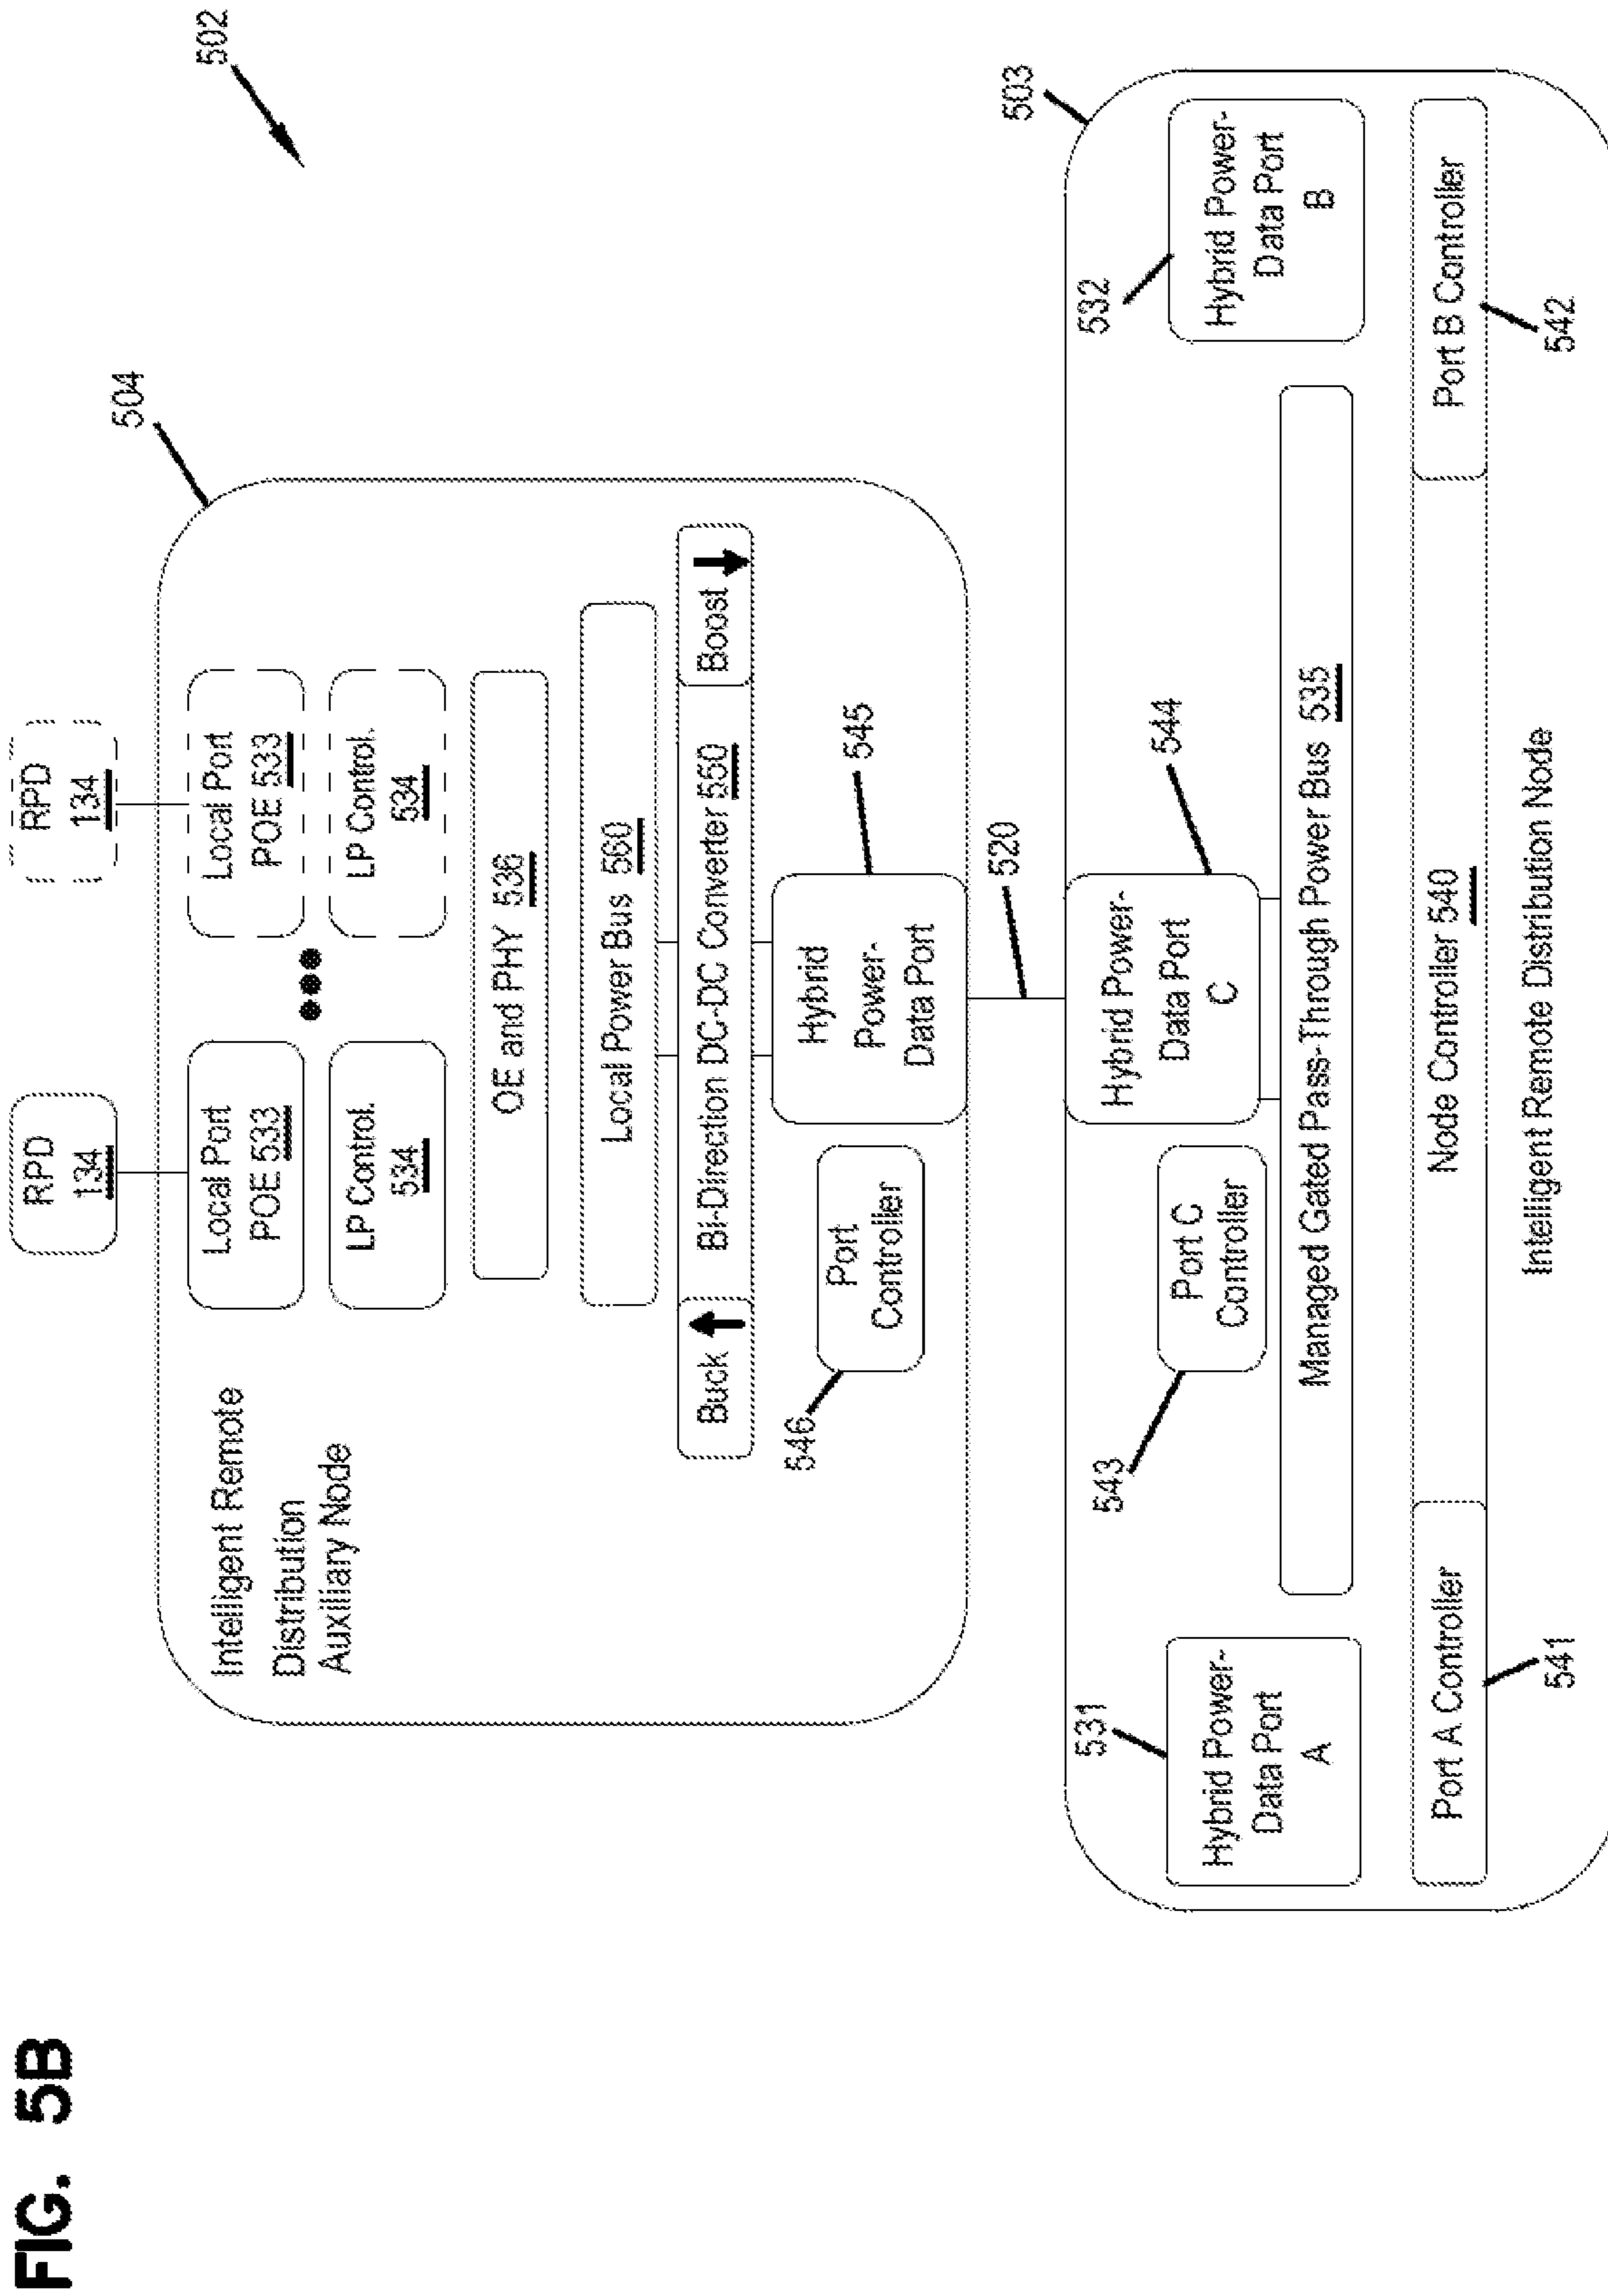 FIG. 5B
502
504
RPD
134
RPD
134
Local Port
POE 533
Local Port
POE 533
LP Control.
534
LP Control.
534
Intelligent Remote
Distribution
Auxiliary Node
OE and PHY 536
Local Power Bus 560
Buck
Bi-Direction DC-DC Converter 550
Boost
546
Port
Controller
Hybrid
Power-
Data Port
545
520
503
531
Hybrid Power-
Data Port
A
543
Port C
Controller
Hybrid Power-
Data Port
C
544
532
Hybrid Power-
Data Port
B
Managed Gated Pass-Through Power Bus 535
Port A Controller
Node Controller 540
Port B Controller
541
Intelligent Remote Distribution Node
542